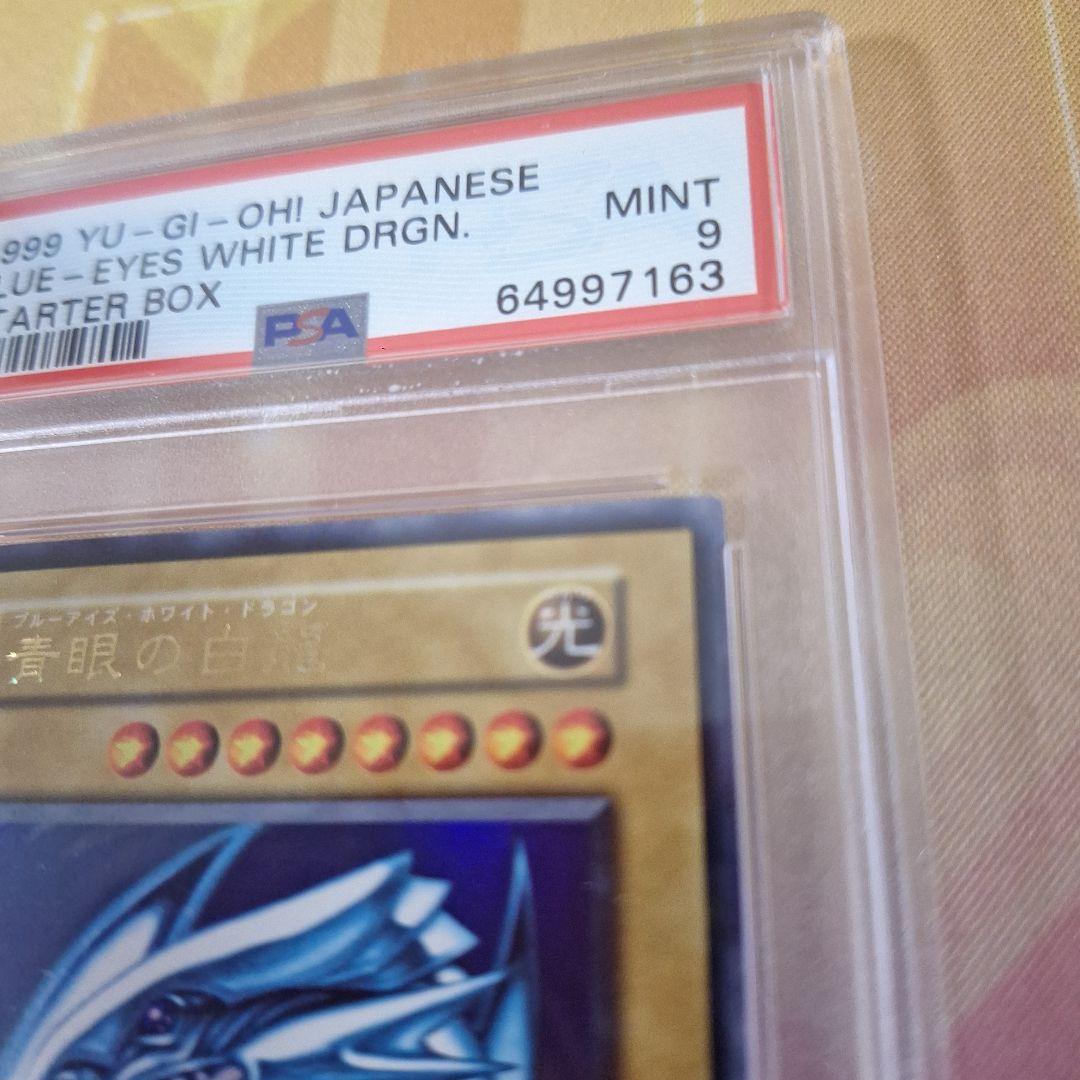 999 YU-GI-OH! JAPANESE
LUE-EYES WHITE DRGN.
TARTER BOX
MINT
9
64997163
PSA
ブルーアイズ・ホワイト・ドラゴン
青眼の白龍
光